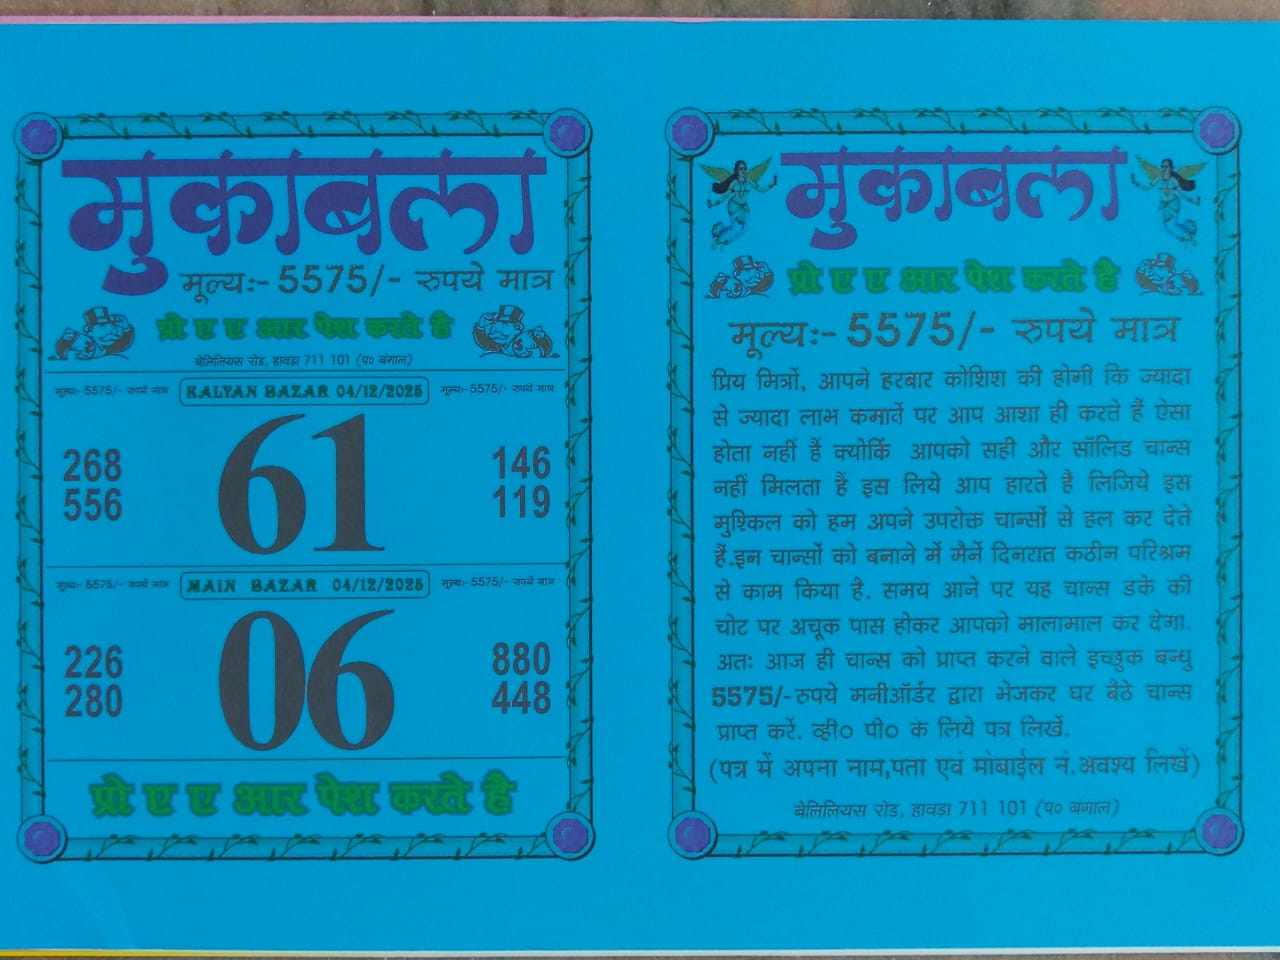 मुकाबला
मूल्यः- 5575/- रुपये मात्र
प्रो ए ए आर पेश करते है
बेलिलियस रोड, हावड़ा 711 101 (प० बंगाल)
मूल्यः- 5575/- रुपये मात्र KALYAN BAZAR 04/12/2025 मूल्यः- 5575/- रुपये मात्र
268 61 146
556 119
मूल्यः- 5575/- रुपये मात्र MAIN BAZAR 04/12/2025 मूल्यः- 5575/- रुपये मात्र
226 06 880
280 448
प्रो ए ए आर पेश करते है
मुकाबला
प्रो ए ए आर पेश करते है
मूल्यः- 5575/- रुपये मात्र
प्रिय मित्रों, आपने हरबार कोशिश की होगी कि ज्यादा
से ज्यादा लाभ कमावें पर आप आशा ही करते हैं ऐसा
होता नहीं हैं क्योकिं आपको सही और सॉलिड चान्स
नहीं मिलता हैं इस लिये आप हारते है लिजिये इस
मुश्किल को हम अपने उपरोक्त चान्सों से हल कर देते
हैं.इन चान्सों को बनाने में मैनें दिनरात कठीन परिश्रम
से काम किया है. समय आने पर यह चान्स डके की
चोट पर अचूक पास होकर आपको मालामाल कर देगा.
अतः आज ही चान्स को प्राप्त करने वाले इच्छुक बन्धु
5575/- रुपये मनीऑर्डर द्वारा भेजकर घर बैठे चान्स
प्राप्त करें. व्ही० पी० के लिये पत्र लिखें.
(पत्र में अपना नाम,पता एवं मोबाईल नं.अवश्य लिखें)
बेलिलियस रोड, हावड़ा 711 101 (प० बंगाल)